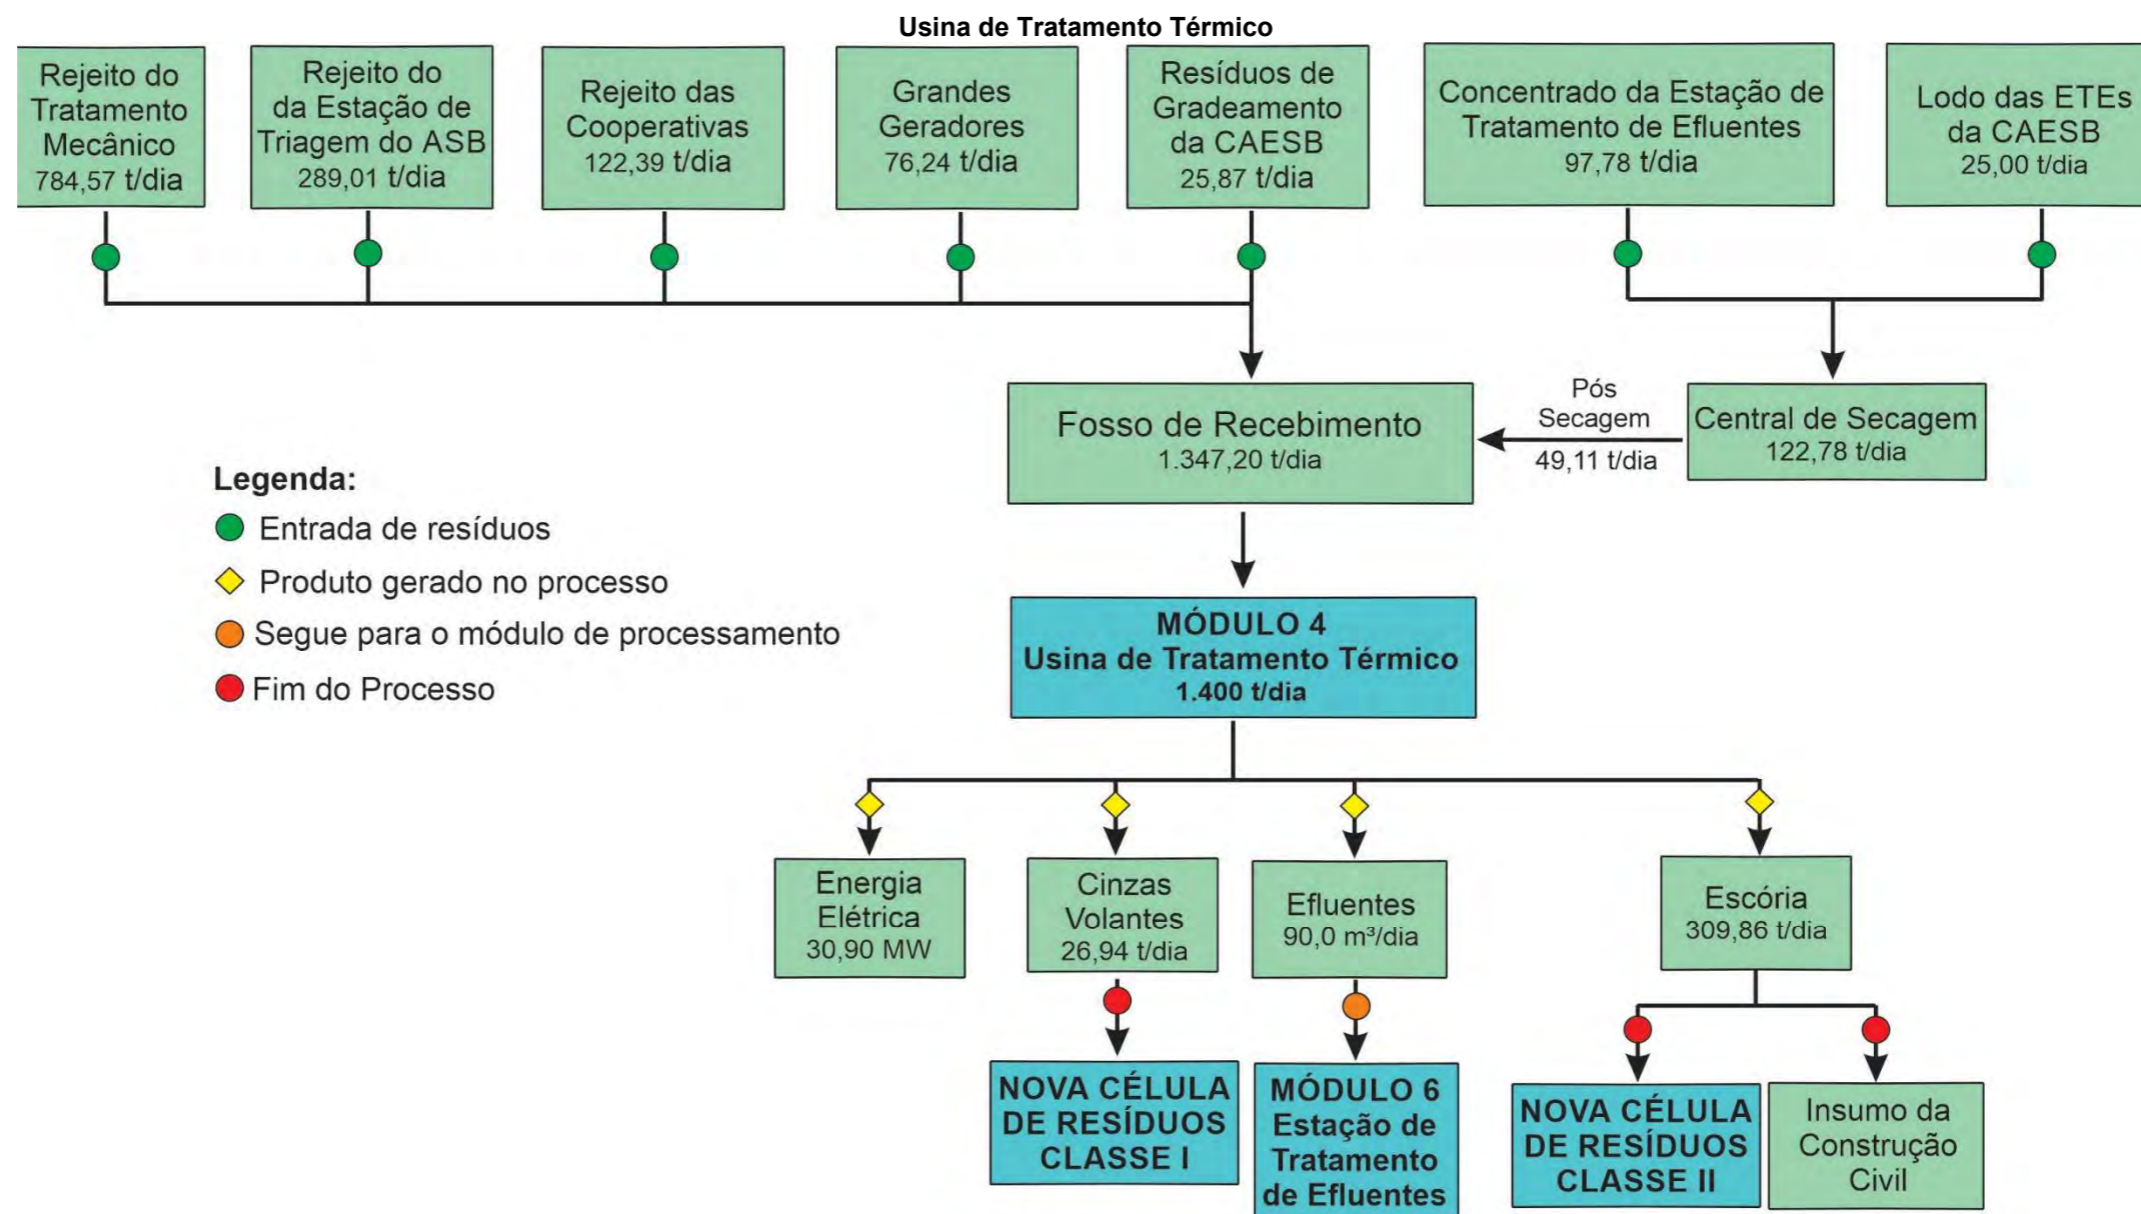 Usina de Tratamento Térmico
Rejeito do
Tratamento
Mecânico
784,57 t/dia
Rejeito do
da Estação de
Triagem do ASB
289,01 t/dia
Rejeito das
Cooperativas
122,39 t/dia
Grandes
Geradores
76,24 t/dia
Resíduos de
Gradeamento
da CAESB
25,87 t/dia
Concentrado da Estação de
Tratamento de Efluentes
97,78 t/dia
Lodo das ETEs
da CAESB
25,00 t/dia
Fosso de Recebimento
1.347,20 t/dia
Pós
Secagem
49,11 t/dia
Central de Secagem
122,78 t/dia
Legenda:
Entrada de resíduos
Produto gerado no processo
Segue para o módulo de processamento
Fim do Processo
MÓDULO 4
Usina de Tratamento Térmico
1.400 t/dia
Energia
Elétrica
30,90 MW
Cinzas
Volantes
26,94 t/dia
Efluentes
90,0 m³/dia
Escória
309,86 t/dia
NOVA CÉLULA
DE RESÍDUOS
CLASSE I
MÓDULO 6
Estação de
Tratamento
de Efluentes
NOVA CÉLULA
DE RESÍDUOS
CLASSE II
Insumo da
Construção
Civil